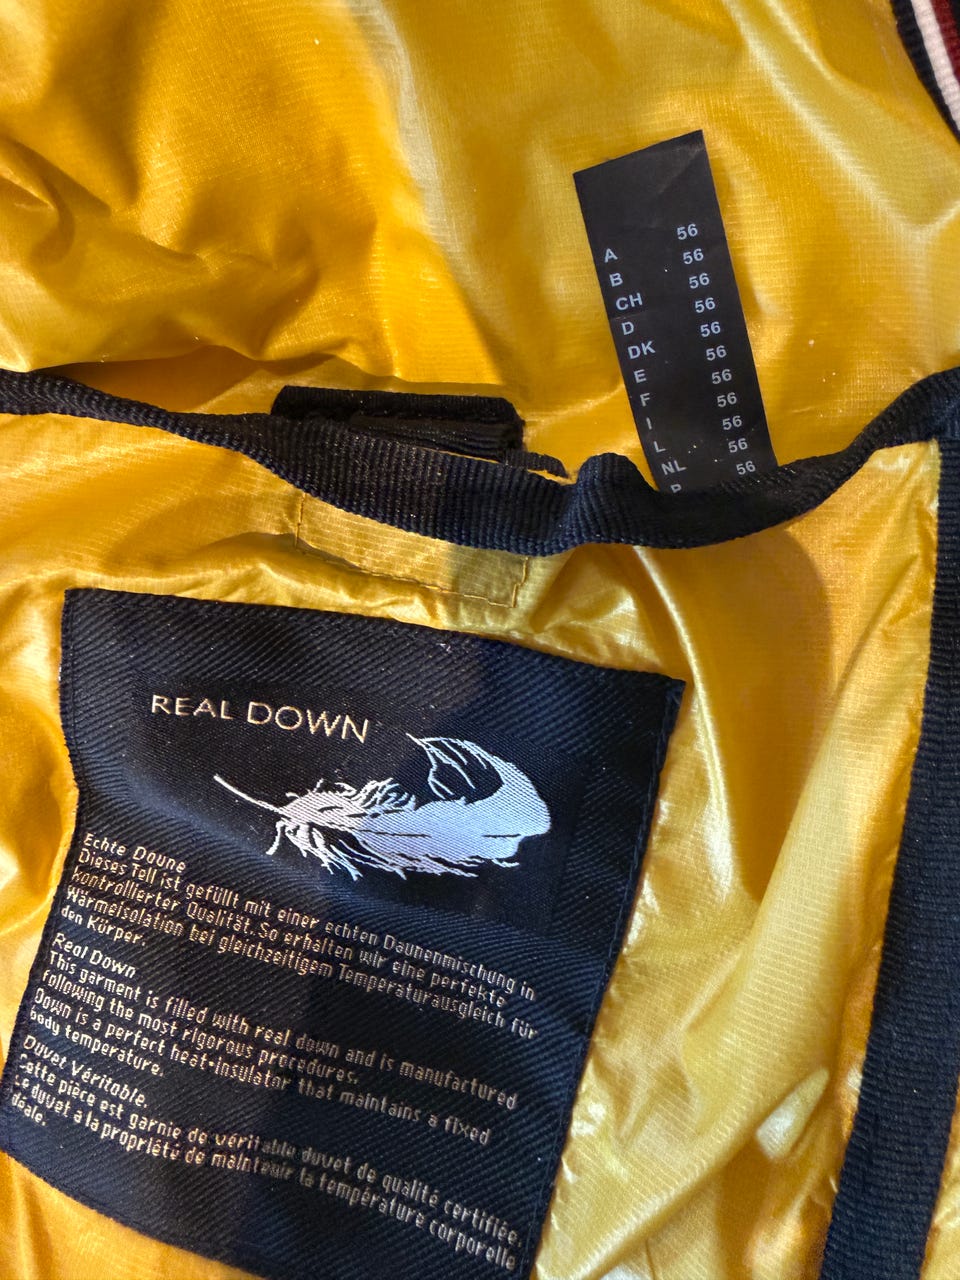 A 56
B 56
CH 56
D 56
DK 56
E 56
F 56
I 56
L 56
NL 56
P 56
REAL DOWN
Echte Doune
Dieses Teil ist gefüllt mit einer echten Daunenmischung in
kontrollierter Qualität. So erhalten wir eine perfekte
Wärmeisolation bei gleichzeitigem Temperaturausgleich für
den Körper.
Real Down
This garment is filled with real down and is manufactured
following the most rigorous procedures.
Down is a perfect heat-insulator that maintains a fixed
body temperature.
Duvet Véritable.
Cette pièce est garnie de véritable duvet de qualité certifiée.
Le duvet a la propriété de maintenir la température corporelle
idéale.